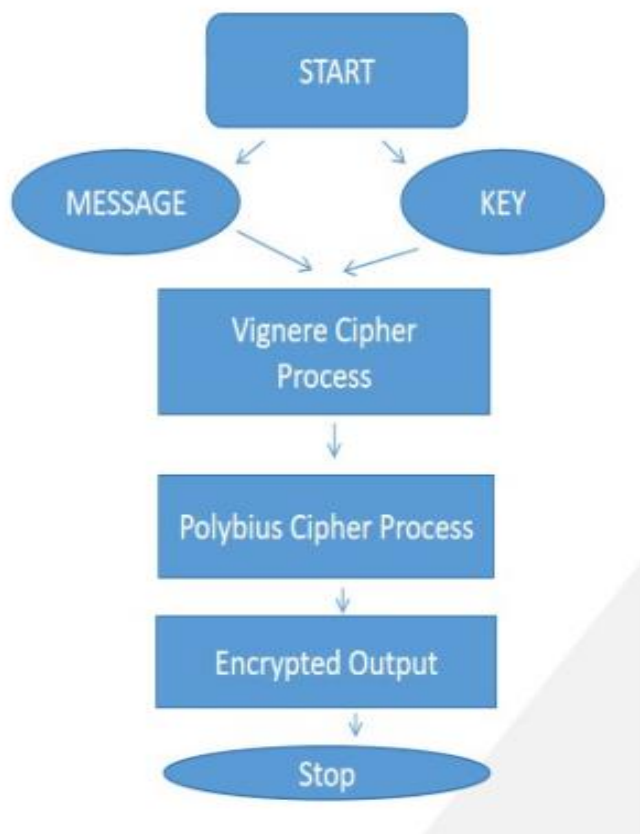 START
MESSAGE
KEY
Vignere Cipher
Process
Polybius Cipher Process
Encrypted Output
Stop